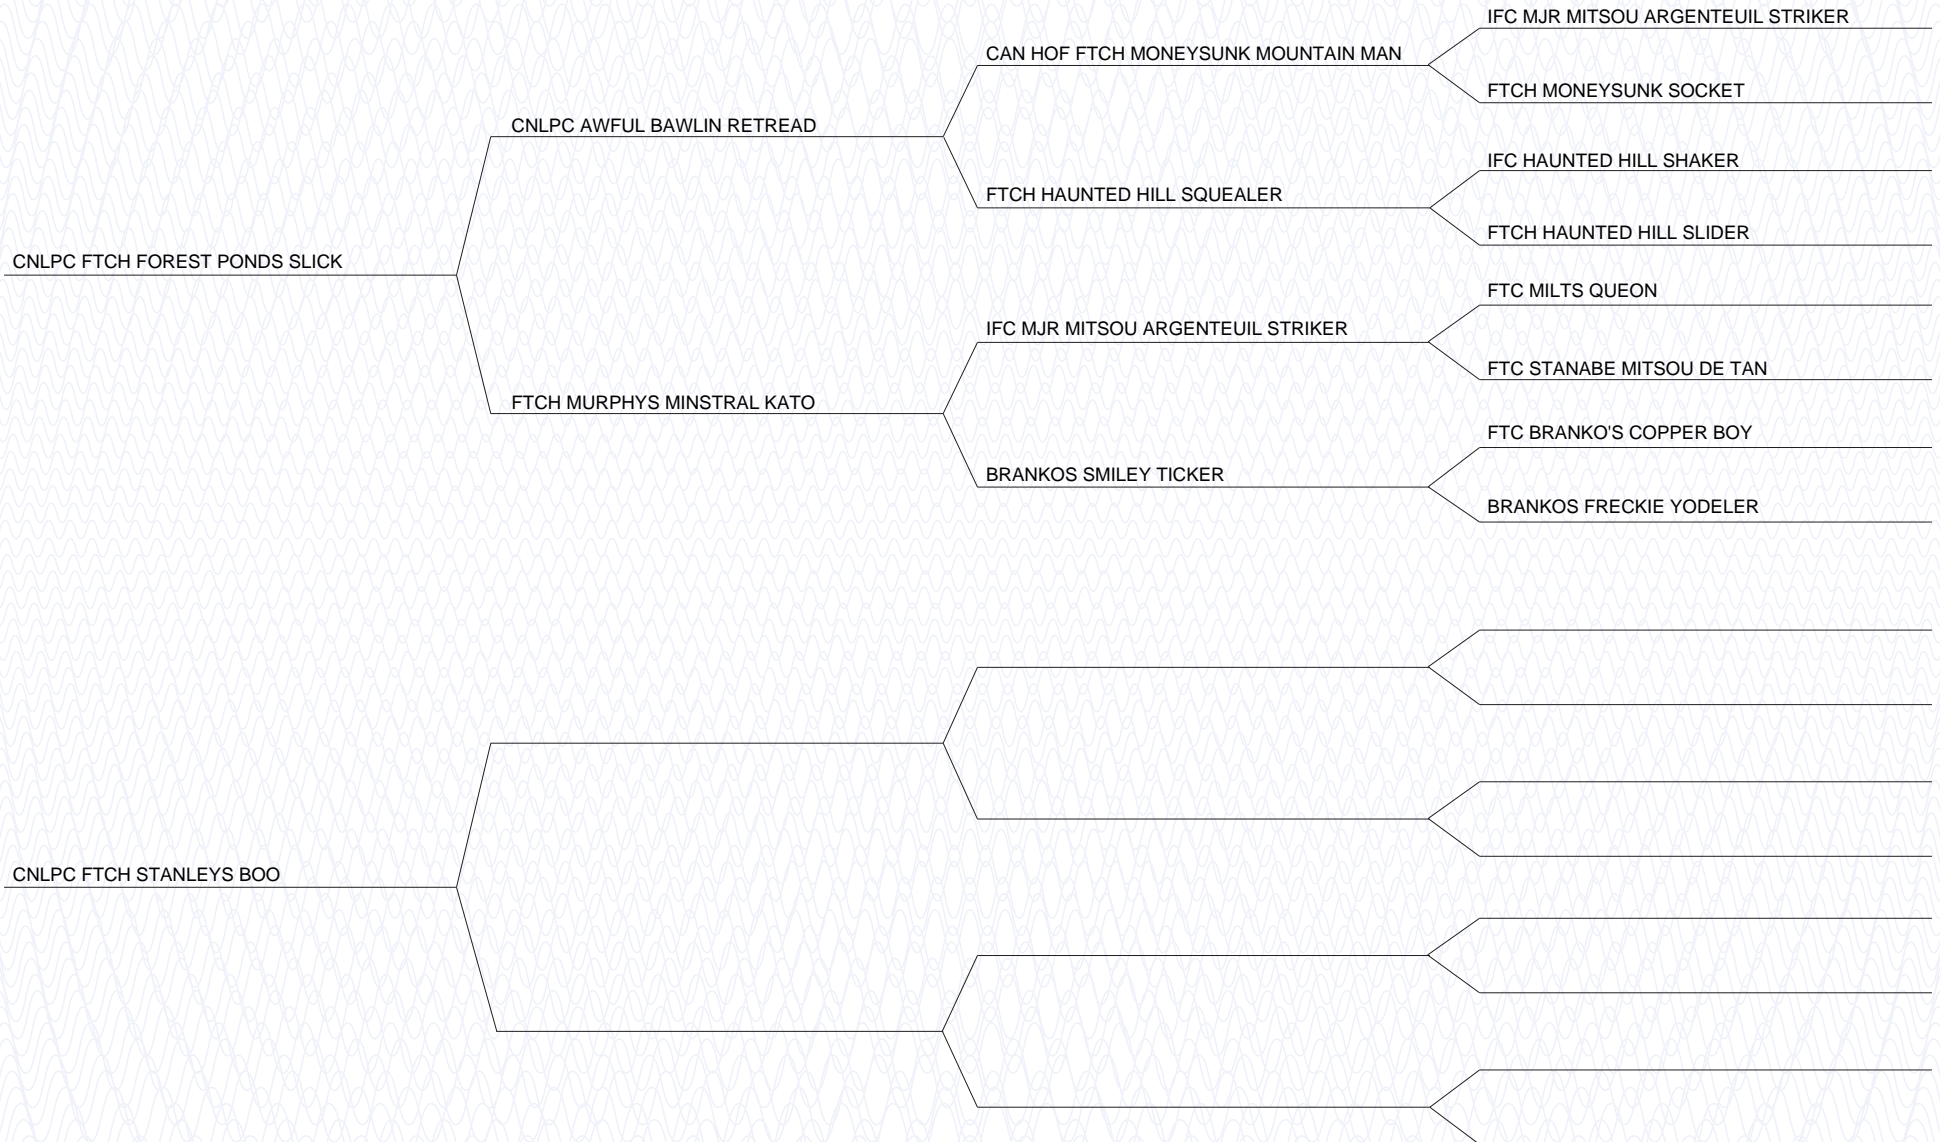 IFC MJR MITSOU ARGENTEUIL STRIKER
CAN HOF FTCH MONEYSUNK MOUNTAIN MAN
FTCH MONEYSUNK SOCKET
CNLPC AWFUL BAWLIN RETREAD
IFC HAUNTED HILL SHAKER
FTCH HAUNTED HILL SQUEALER
FTCH HAUNTED HILL SLIDER
CNLPC FTCH FOREST PONDS SLICK
FTC MILTS QUEON
IFC MJR MITSOU ARGENTEUIL STRIKER
FTC STANABE MITSOU DE TAN
FTCH MURPHYS MINSTRAL KATO
FTC BRANKO'S COPPER BOY
BRANKOS SMILEY TICKER
BRANKOS FRECKIE YODELER
CNLPC FTCH STANLEYS BOO